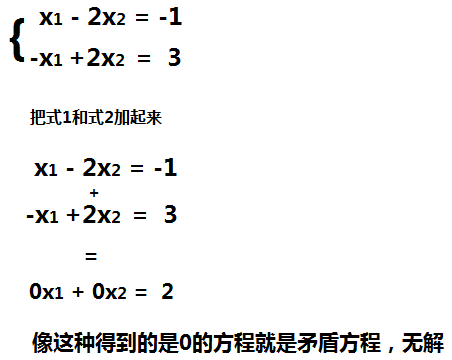 x1 - 2x2 = -1
{
-x1 +2x2 = 3
把式1和式2加起来
x1 - 2x2 = -1
+
-x1 +2x2 = 3
=
0x1 + 0x2 = 2
像这种得到的是0的方程就是矛盾方程，无解